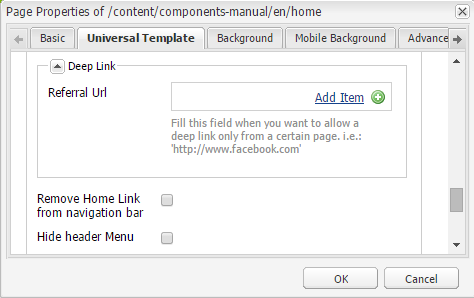 Page Properties of /content/components-manual/en/home
Basic
Universal Template
Background
Mobile Background
Advance
Deep Link
Referral Url
Add Item
Fill this field when you want to allow a
deep link only from a certain page. i.e.:
'http://www.facebook.com'
Remove Home Link
from navigation bar
Hide header Menu
OK
Cancel